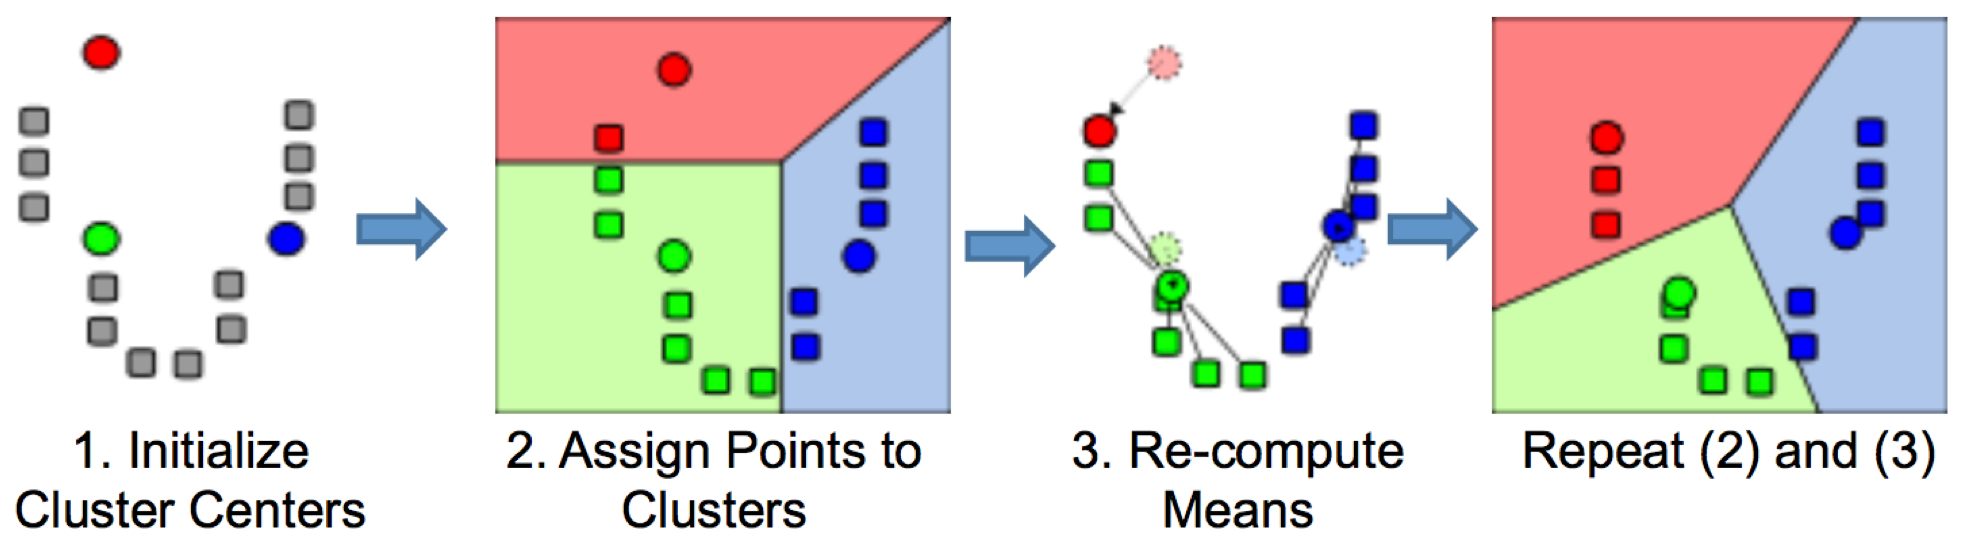 1. Initialize
Cluster Centers
2. Assign Points to
Clusters
3. Re-compute
Means
Repeat (2) and (3)